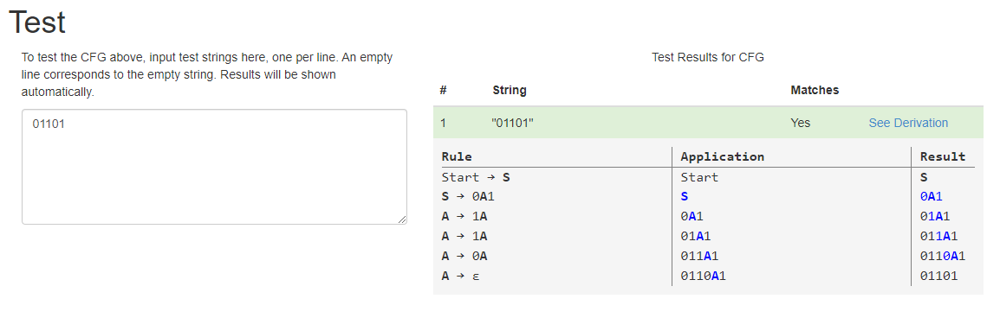 Test
To test the CFG above, input test strings here, one per line. An empty
line corresponds to the empty string. Results will be shown
automatically.
01101
Test Results for CFG
# String Matches
1 "01101" Yes See Derivation
Rule Application Result
Start → S Start S
S → 0A1 S 0A1
A → 1A 0A1 01A1
A → 1A 01A1 011A1
A → 0A 011A1 0110A1
A → ε 0110A1 01101